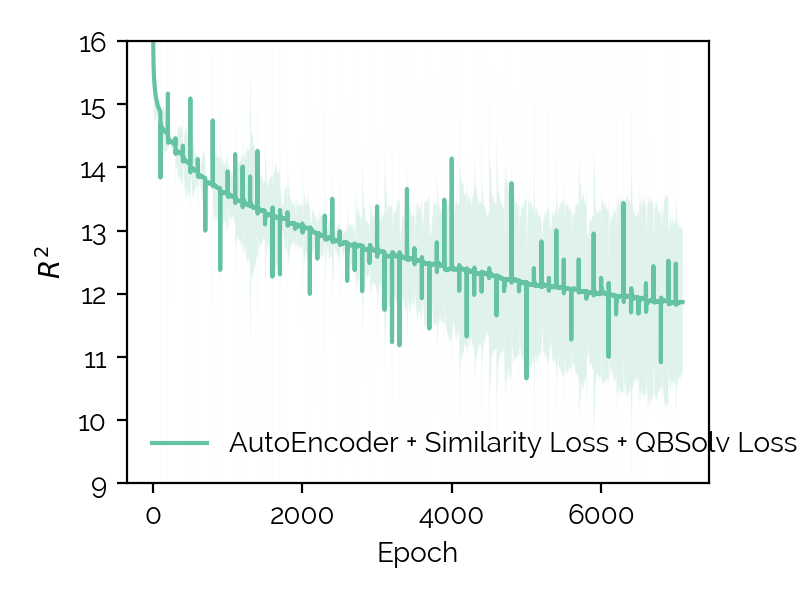 16
15
14
13
12
11
10
9
R²
AutoEncoder + Similarity Loss + QBSolv Loss
0 2000 4000 6000
Epoch